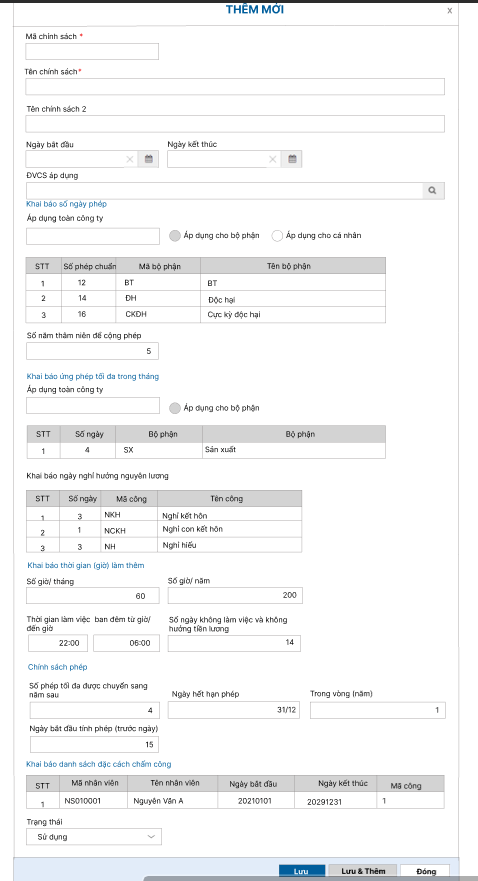 THÊM MỚI
x
Mã chính sách *
Tên chính sách*
Tên chính sách 2
Ngày bắt đầu Ngày kết thúc
ĐVCS áp dụng
Khai báo số ngày phép
Áp dụng toàn công ty
Áp dụng cho bộ phận Áp dụng cho cá nhân
STT Số phép chuẩn Mã bộ phận Tên bộ phận
1 12 BT BT
2 14 ĐH Độc hại
3 16 CKĐH Cực kỳ độc hại
Số năm thâm niên để cộng phép
5
Khai báo ứng phép tối đa trong tháng
Áp dụng toàn công ty
Áp dụng cho bộ phận
STT Số ngày Bộ phận Bộ phận
1 4 SX Sản xuất
Khai báo ngày nghỉ hưởng nguyên lương
STT Số ngày Mã công Tên công
1 3 NKH Nghỉ kết hôn
2 1 NCKH Nghỉ con kết hôn
3 3 NH Nghỉ hiếu
Khai báo thời gian (giờ) làm thêm
Số giờ/ tháng Số giờ/ năm
60 200
Thời gian làm việc ban đêm từ giờ/ Số ngày không làm việc và không
đến giờ hưởng tiền lương
22:00 06:00 14
Chính sách phép
Số phép tối đa được chuyển sang
năm sau Ngày hết hạn phép Trong vòng (năm)
4 31/12 1
Ngày bắt đầu tính phép (trước ngày)
15
Khai báo danh sách đặc cách chấm công
STT Mã nhân viên Tên nhân viên Ngày bắt đầu Ngày kết thúc Mã công
1 NS010001 Nguyễn Văn A 20210101 20291231 1
Trạng thái
Sử dụng
Lưu Lưu & Thêm Đóng